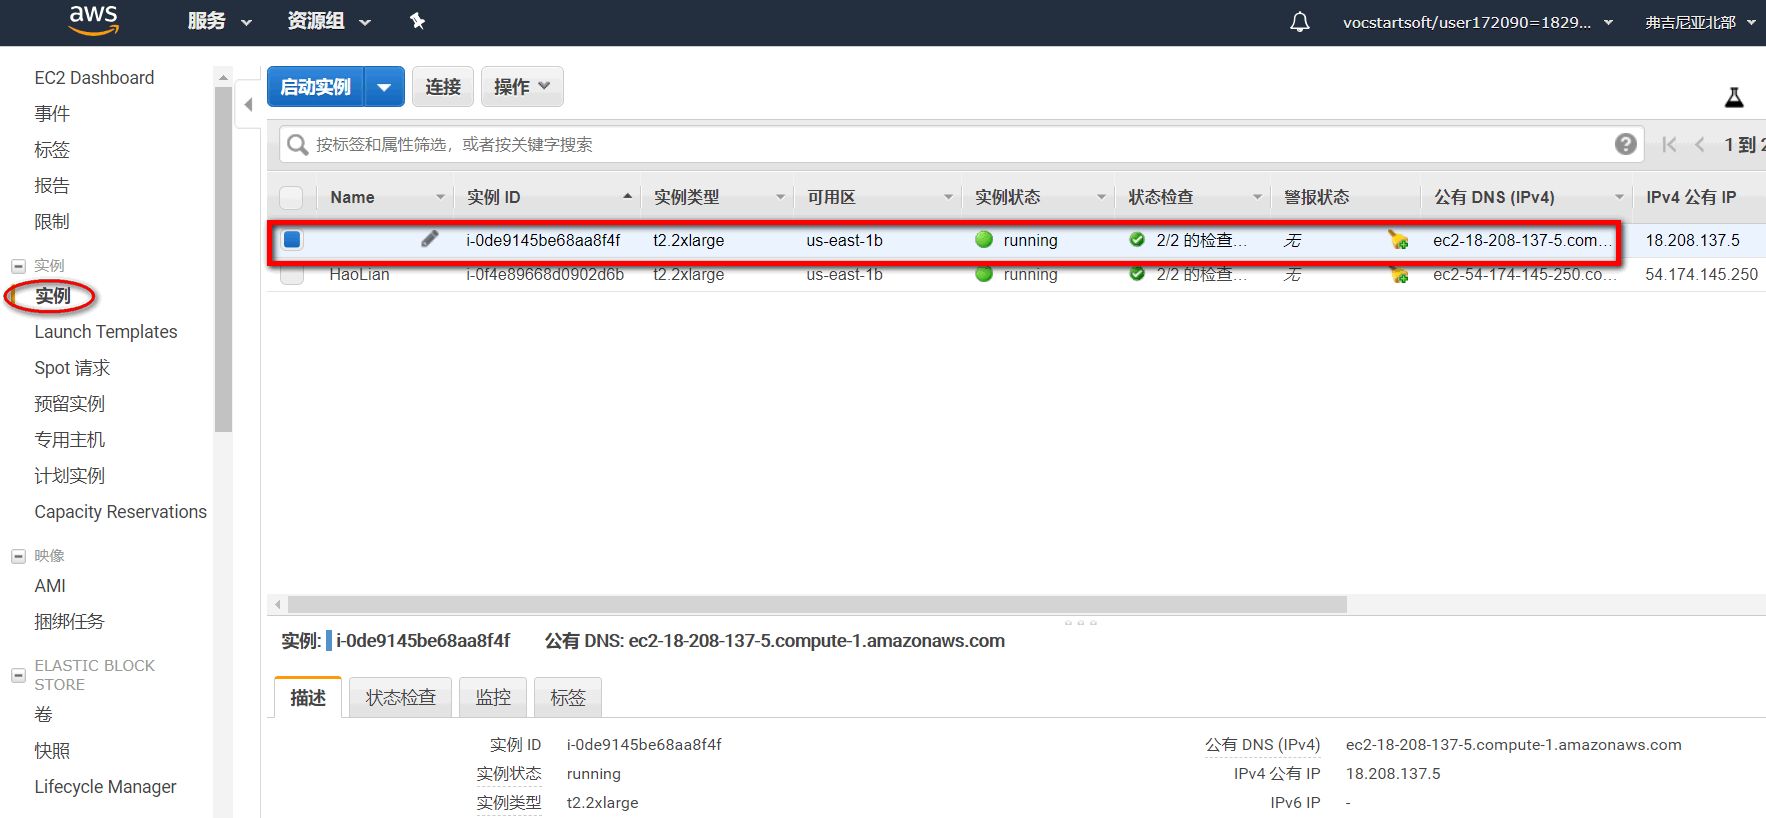 aws 服务 资源组 vocstartsoft/user172090=1829... 弗吉尼亚北部
EC2 Dashboard
事件
标签
报告
限制
实例
实例
Launch Templates
Spot 请求
预留实例
专用主机
计划实例
Capacity Reservations
映像
AMI
捆绑任务
ELASTIC BLOCK
STORE
卷
快照
Lifecycle Manager
启动实例 连接 操作
按标签和属性筛选，或者按关键字搜索 1 到 2
Name 实例 ID 实例类型 可用区 实例状态 状态检查 警报状态 公有 DNS (IPv4) IPv4 公有 IP
i-0de9145be68aa8f4f t2.2xlarge us-east-1b running 2/2 的检查... 无 ec2-18-208-137-5.com... 18.208.137.5
HaoLian i-0f4e89668d0902d6b t2.2xlarge us-east-1b running 2/2 的检查... 无 ec2-54-174-145-250.co... 54.174.145.250
实例: i-0de9145be68aa8f4f 公有 DNS: ec2-18-208-137-5.compute-1.amazonaws.com
描述 状态检查 监控 标签
实例 ID i-0de9145be68aa8f4f 公有 DNS (IPv4) ec2-18-208-137-5.compute-1.amazonaws.com
实例状态 running IPv4 公有 IP 18.208.137.5
实例类型 t2.2xlarge IPv6 IP -